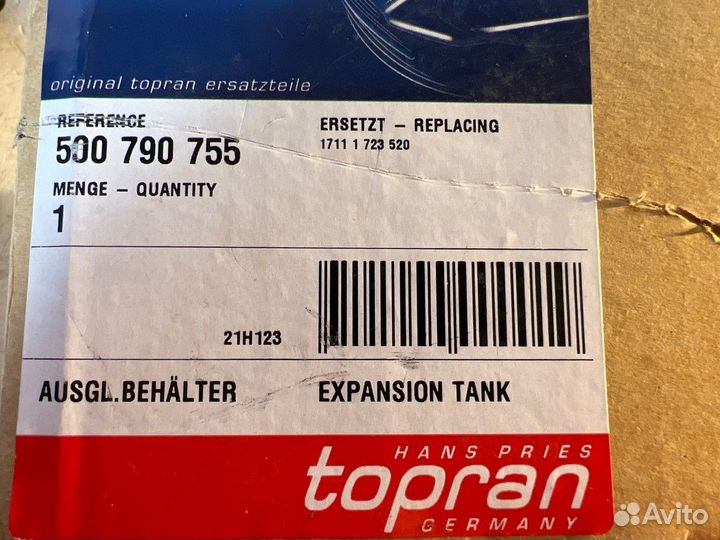 original topran ersatzteile
REFERENCE
500 790 755
ERSETZT – REPLACING
1711 1 723 520
MENGE – QUANTITY
1
21H123
AUSGL.BEHÄLTER
EXPANSION TANK
HANS PRIES
topran
GERMANY
Avito